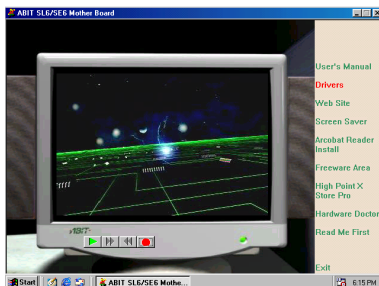 ABIT SL6/SE6 Mother Board
User's Manual
Drivers
Web Site
Screen Saver
Arcobat Reader
Install
Freeware Area
High Point X
Store Pro
Hardware Doctor
Read Me First
ABIT
Exit
Start
ABIT SL6/SE6 Mothe...
6:15 PM